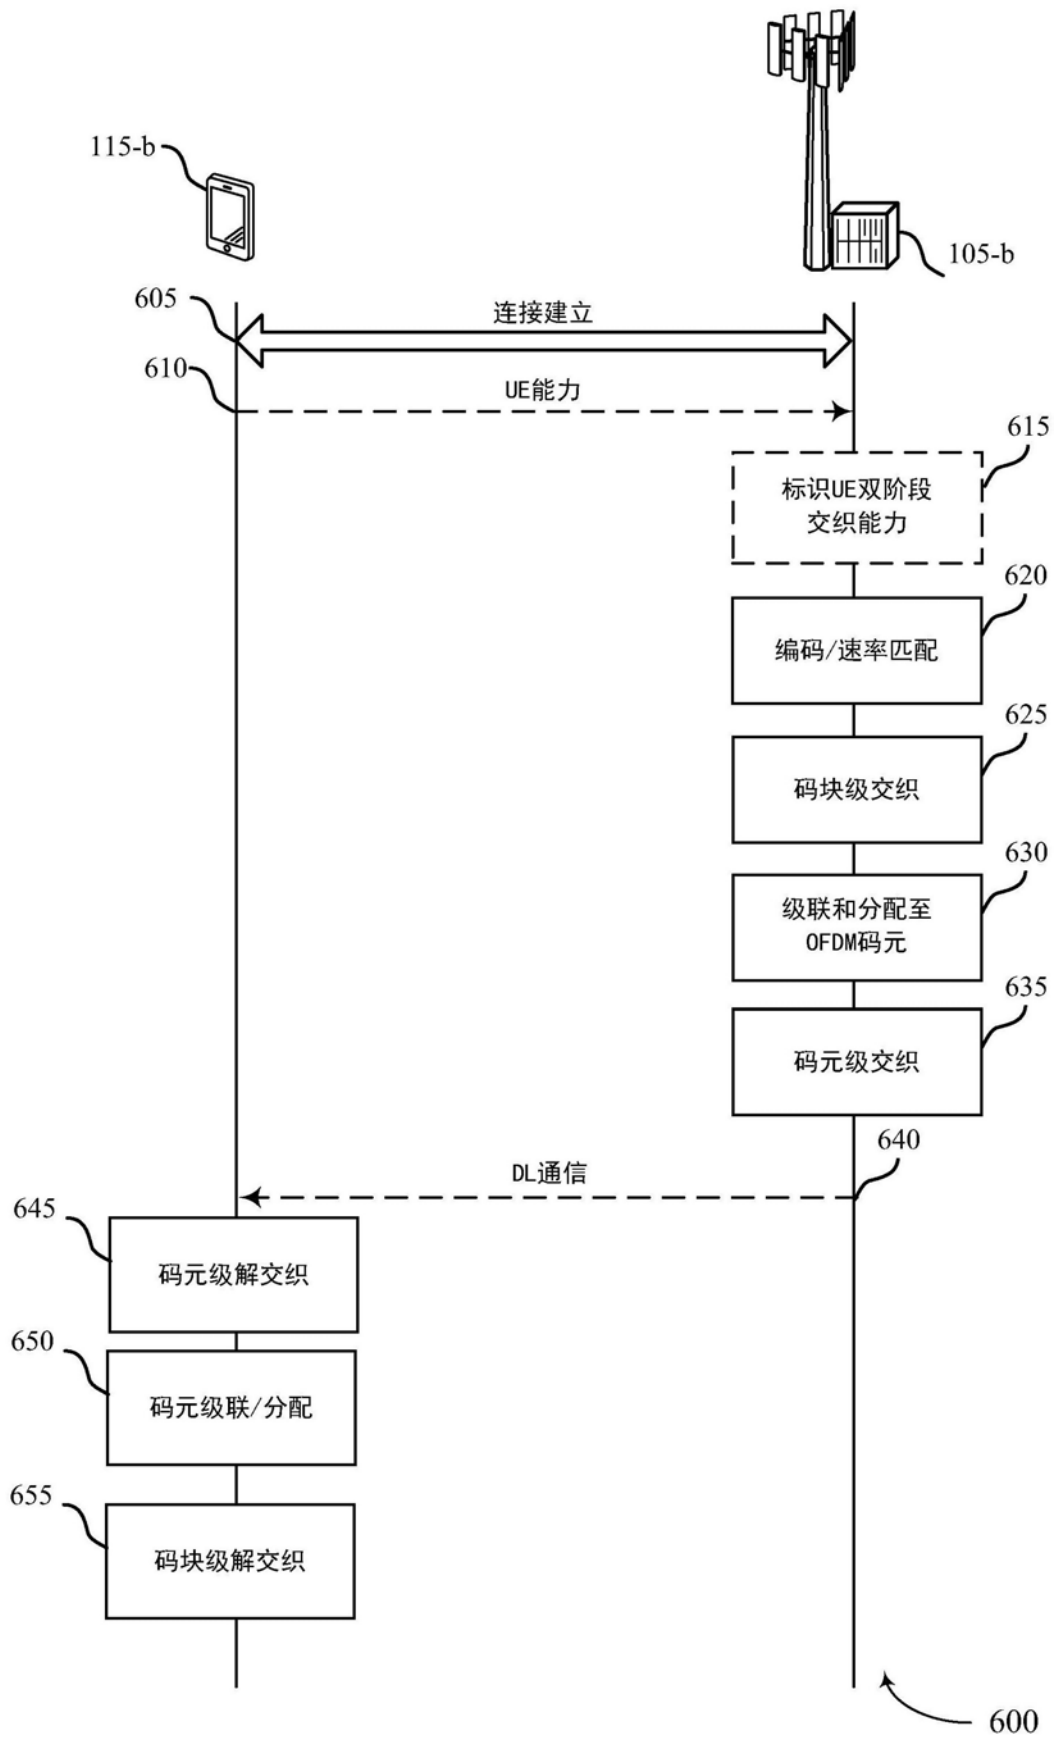 115-b
105-b
605
连接建立
610
UE能力
615
标识UE双阶段
交织能力
620
编码/速率匹配
625
码块级交织
630
级联和分配至
OFDM码元
635
码元级交织
640
DL通信
645
码元级解交织
650
码元级联/分配
655
码块级解交织
600